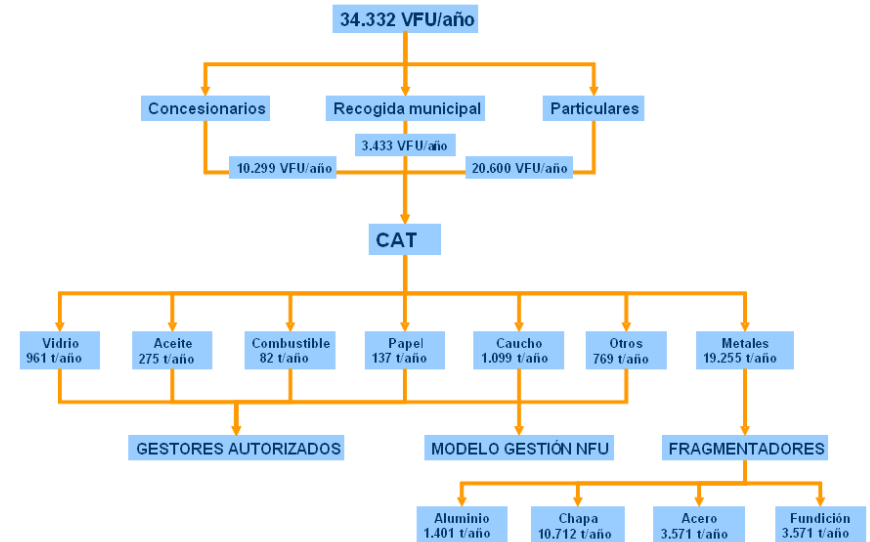 34.332 VFU/año
Concesionarios
Recogida municipal
Particulares
3.433 VFU/año
10.299 VFU/año
20.600 VFU/año
CAT
Vidrio
961 t/año
Aceite
275 t/año
Combustible
82 t/año
Papel
137 t/año
Caucho
1.099 t/año
Otros
769 t/año
Metales
19.255 t/año
GESTORES AUTORIZADOS
MODELO GESTIÓN NFU
FRAGMENTADORES
Aluminio
1.401 t/año
Chapa
10.712 t/año
Acero
3.571 t/año
Fundición
3.571 t/año